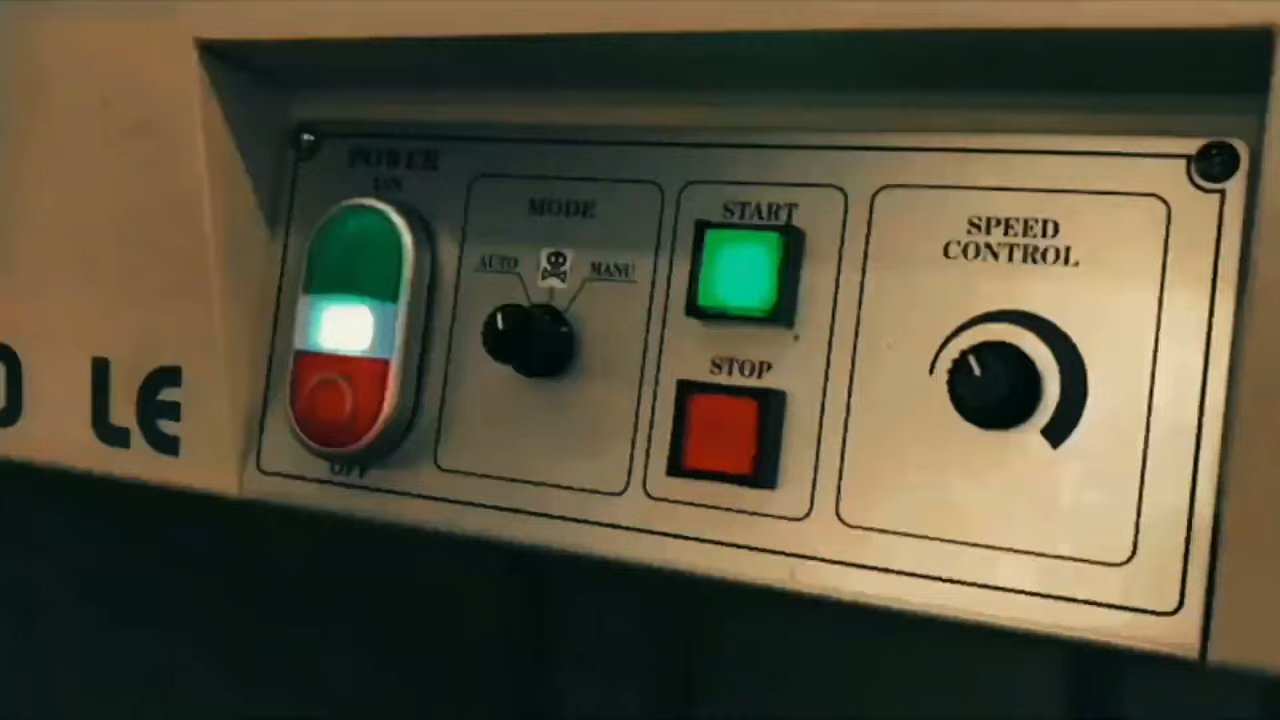 POWER
ON
OFF
MODE
AUTO
MANU
START
STOP
SPEED
CONTROL
LE